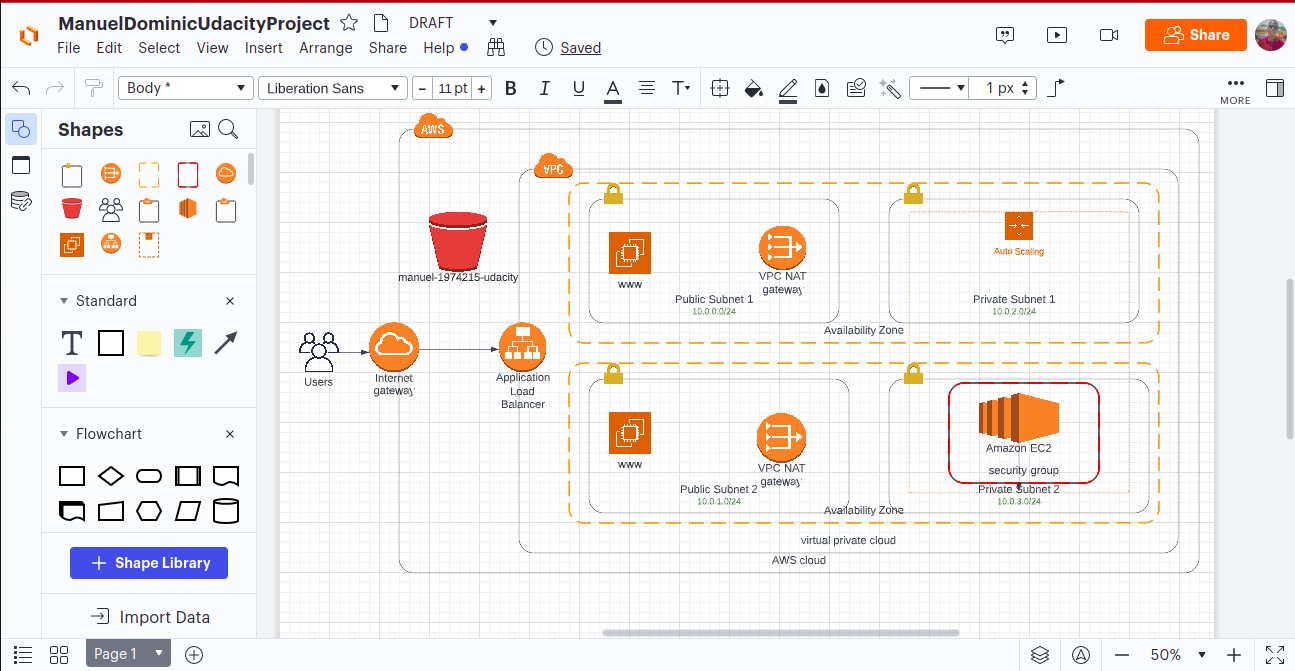 ManuelDominicUdacityProject
DRAFT
File Edit Select View Insert Arrange Share Help
Saved
Share
Body *
Liberation Sans
− 11 pt +
B I U A T
1 px
MORE
Shapes
Standard
T
Flowchart
+ Shape Library
Import Data
AWS
VPC
manuel-1974215-udacity
www
VPC NAT
gateway
Public Subnet 1
10.0.0.0/24
Auto Scaling
Private Subnet 1
10.0.2.0/24
Availability Zone
Users
Internet
gateway
Application
Load
Balancer
www
VPC NAT
gateway
Public Subnet 2
10.0.1.0/24
Amazon EC2
security group
Private Subnet 2
10.0.3.0/24
Availability Zone
virtual private cloud
AWS cloud
Page 1
50%